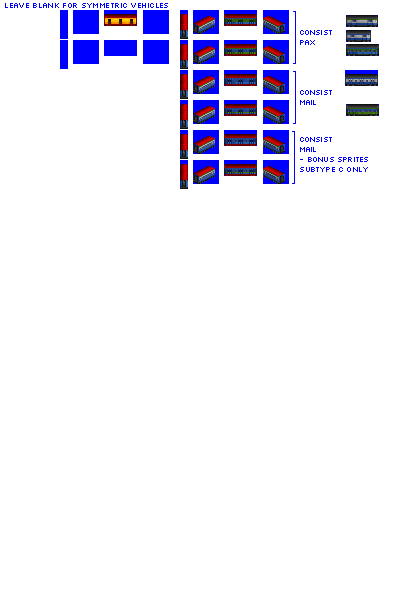 LEAVE BLANK FOR SYMMETRIC VEHICLES
CONSIST
PAX
CONSIST
MAIL
CONSIST
MAIL
- BONUS SPRITES
SUBTYPE C ONLY